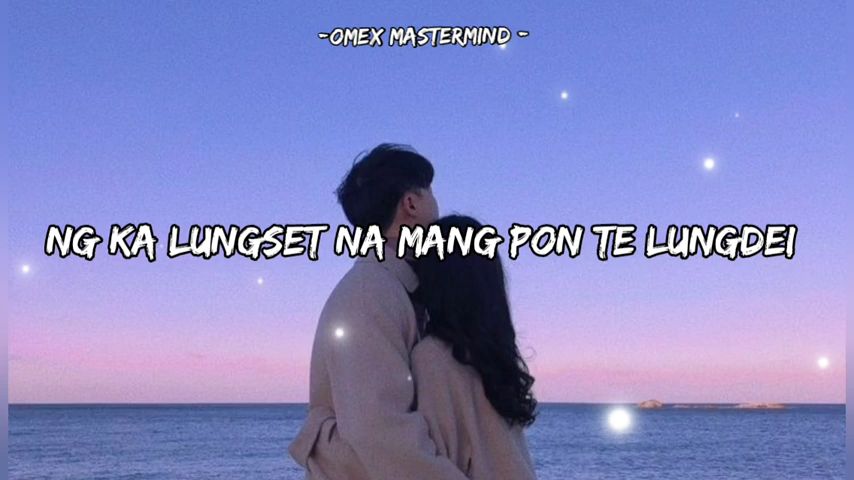 -OMEX MASTERMIND -
NG KA LUNGSET NA MANG PON TE LUNGDEI